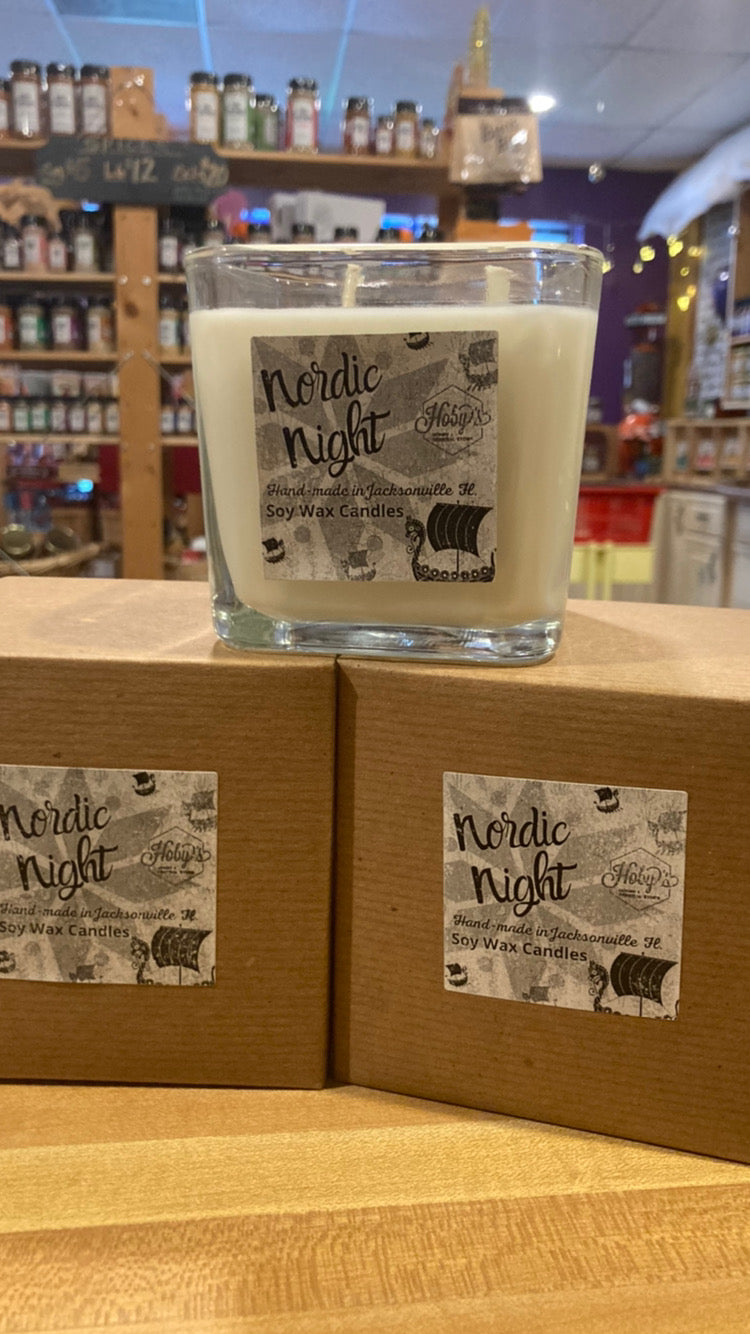 Nordic
Night
Hoby's
Hand-made in Jacksonville Fl.
Soy Wax Candles
Nordic
Night
Hoby's
Hand-made in Jacksonville Fl.
Soy Wax Candles
Nordic
Night
Hoby's
Hand-made in Jacksonville Fl.
Soy Wax Candles